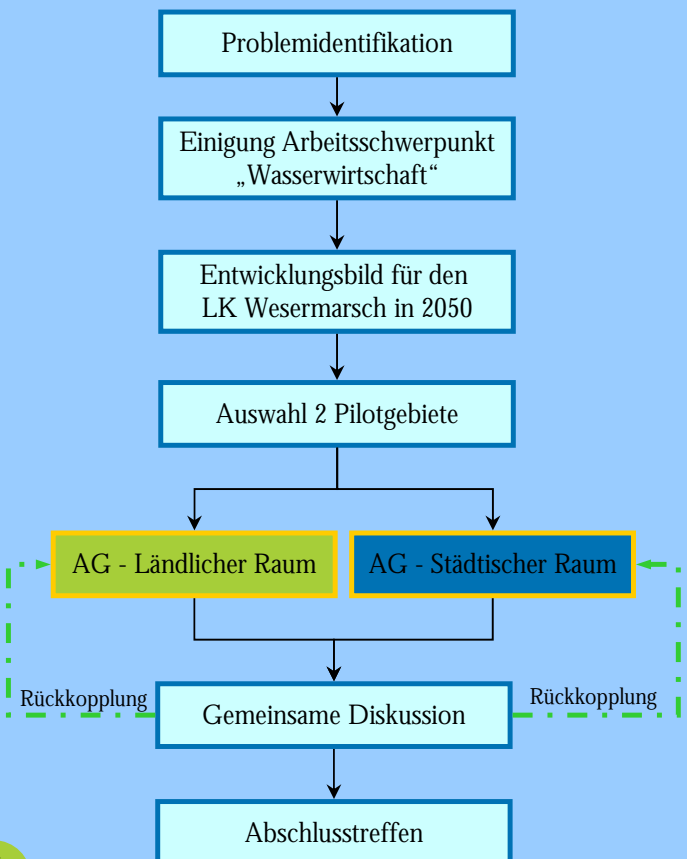 Problemidentifikation
Einigung Arbeitsschwerpunkt
„Wasserwirtschaft“
Entwicklungsbild für den
LK Wesermarsch in 2050
Auswahl 2 Pilotgebiete
AG - Ländlicher Raum
AG - Städtischer Raum
Rückkopplung
Gemeinsame Diskussion
Rückkopplung
Abschlusstreffen